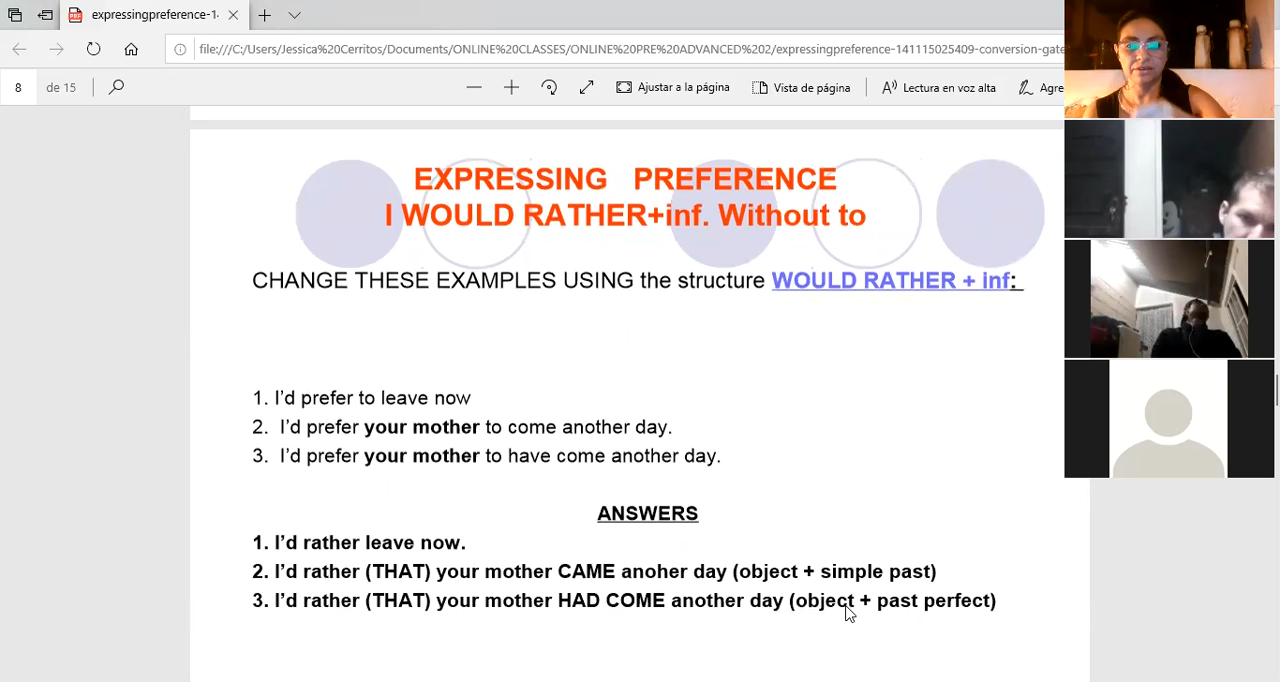 expressingpreference-1
file:///C:/Users/Jessica%20Cerritos/Documents/ONLINE%20CLASSES/ONLINE%20PRE%20ADVANCED%202/expressingpreference-141115025409-conversion-gate
8 de 15
Ajustar a la página
Vista de página
Lectura en voz alta
Agre
EXPRESSING PREFERENCE
I WOULD RATHER+inf. Without to
CHANGE THESE EXAMPLES USING the structure WOULD RATHER + inf:
1. I'd prefer to leave now
2. I'd prefer your mother to come another day.
3. I'd prefer your mother to have come another day.
ANSWERS
1. I'd rather leave now.
2. I'd rather (THAT) your mother CAME anoher day (object + simple past)
3. I'd rather (THAT) your mother HAD COME another day (object + past perfect)